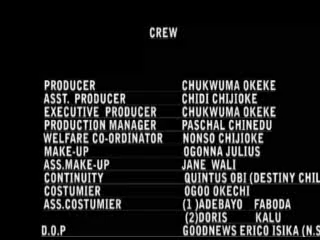 CREW
PRODUCER CHUKWUMA OKEKE
ASST. PRODUCER CHIDI CHIJIOKE
EXECUTIVE PRODUCER CHUKWUMA OKEKE
PRODUCTION MANAGER PASCHAL CHINEDU
WELFARE CO-ORDINATOR NONSO CHIJIOKE
MAKE-UP OGONNA JULIUS
ASS.MAKE-UP JANE WALI
CONTINUITY QUINTUS OBI (DESTINY CHIL
COSTUMIER OGOO OKECHI
ASS.COSTUMIER (1 )ADEBAYO FABODA
(2)DORIS KALU
D.O.P GOODNEWS ERICO ISIKA (N.S